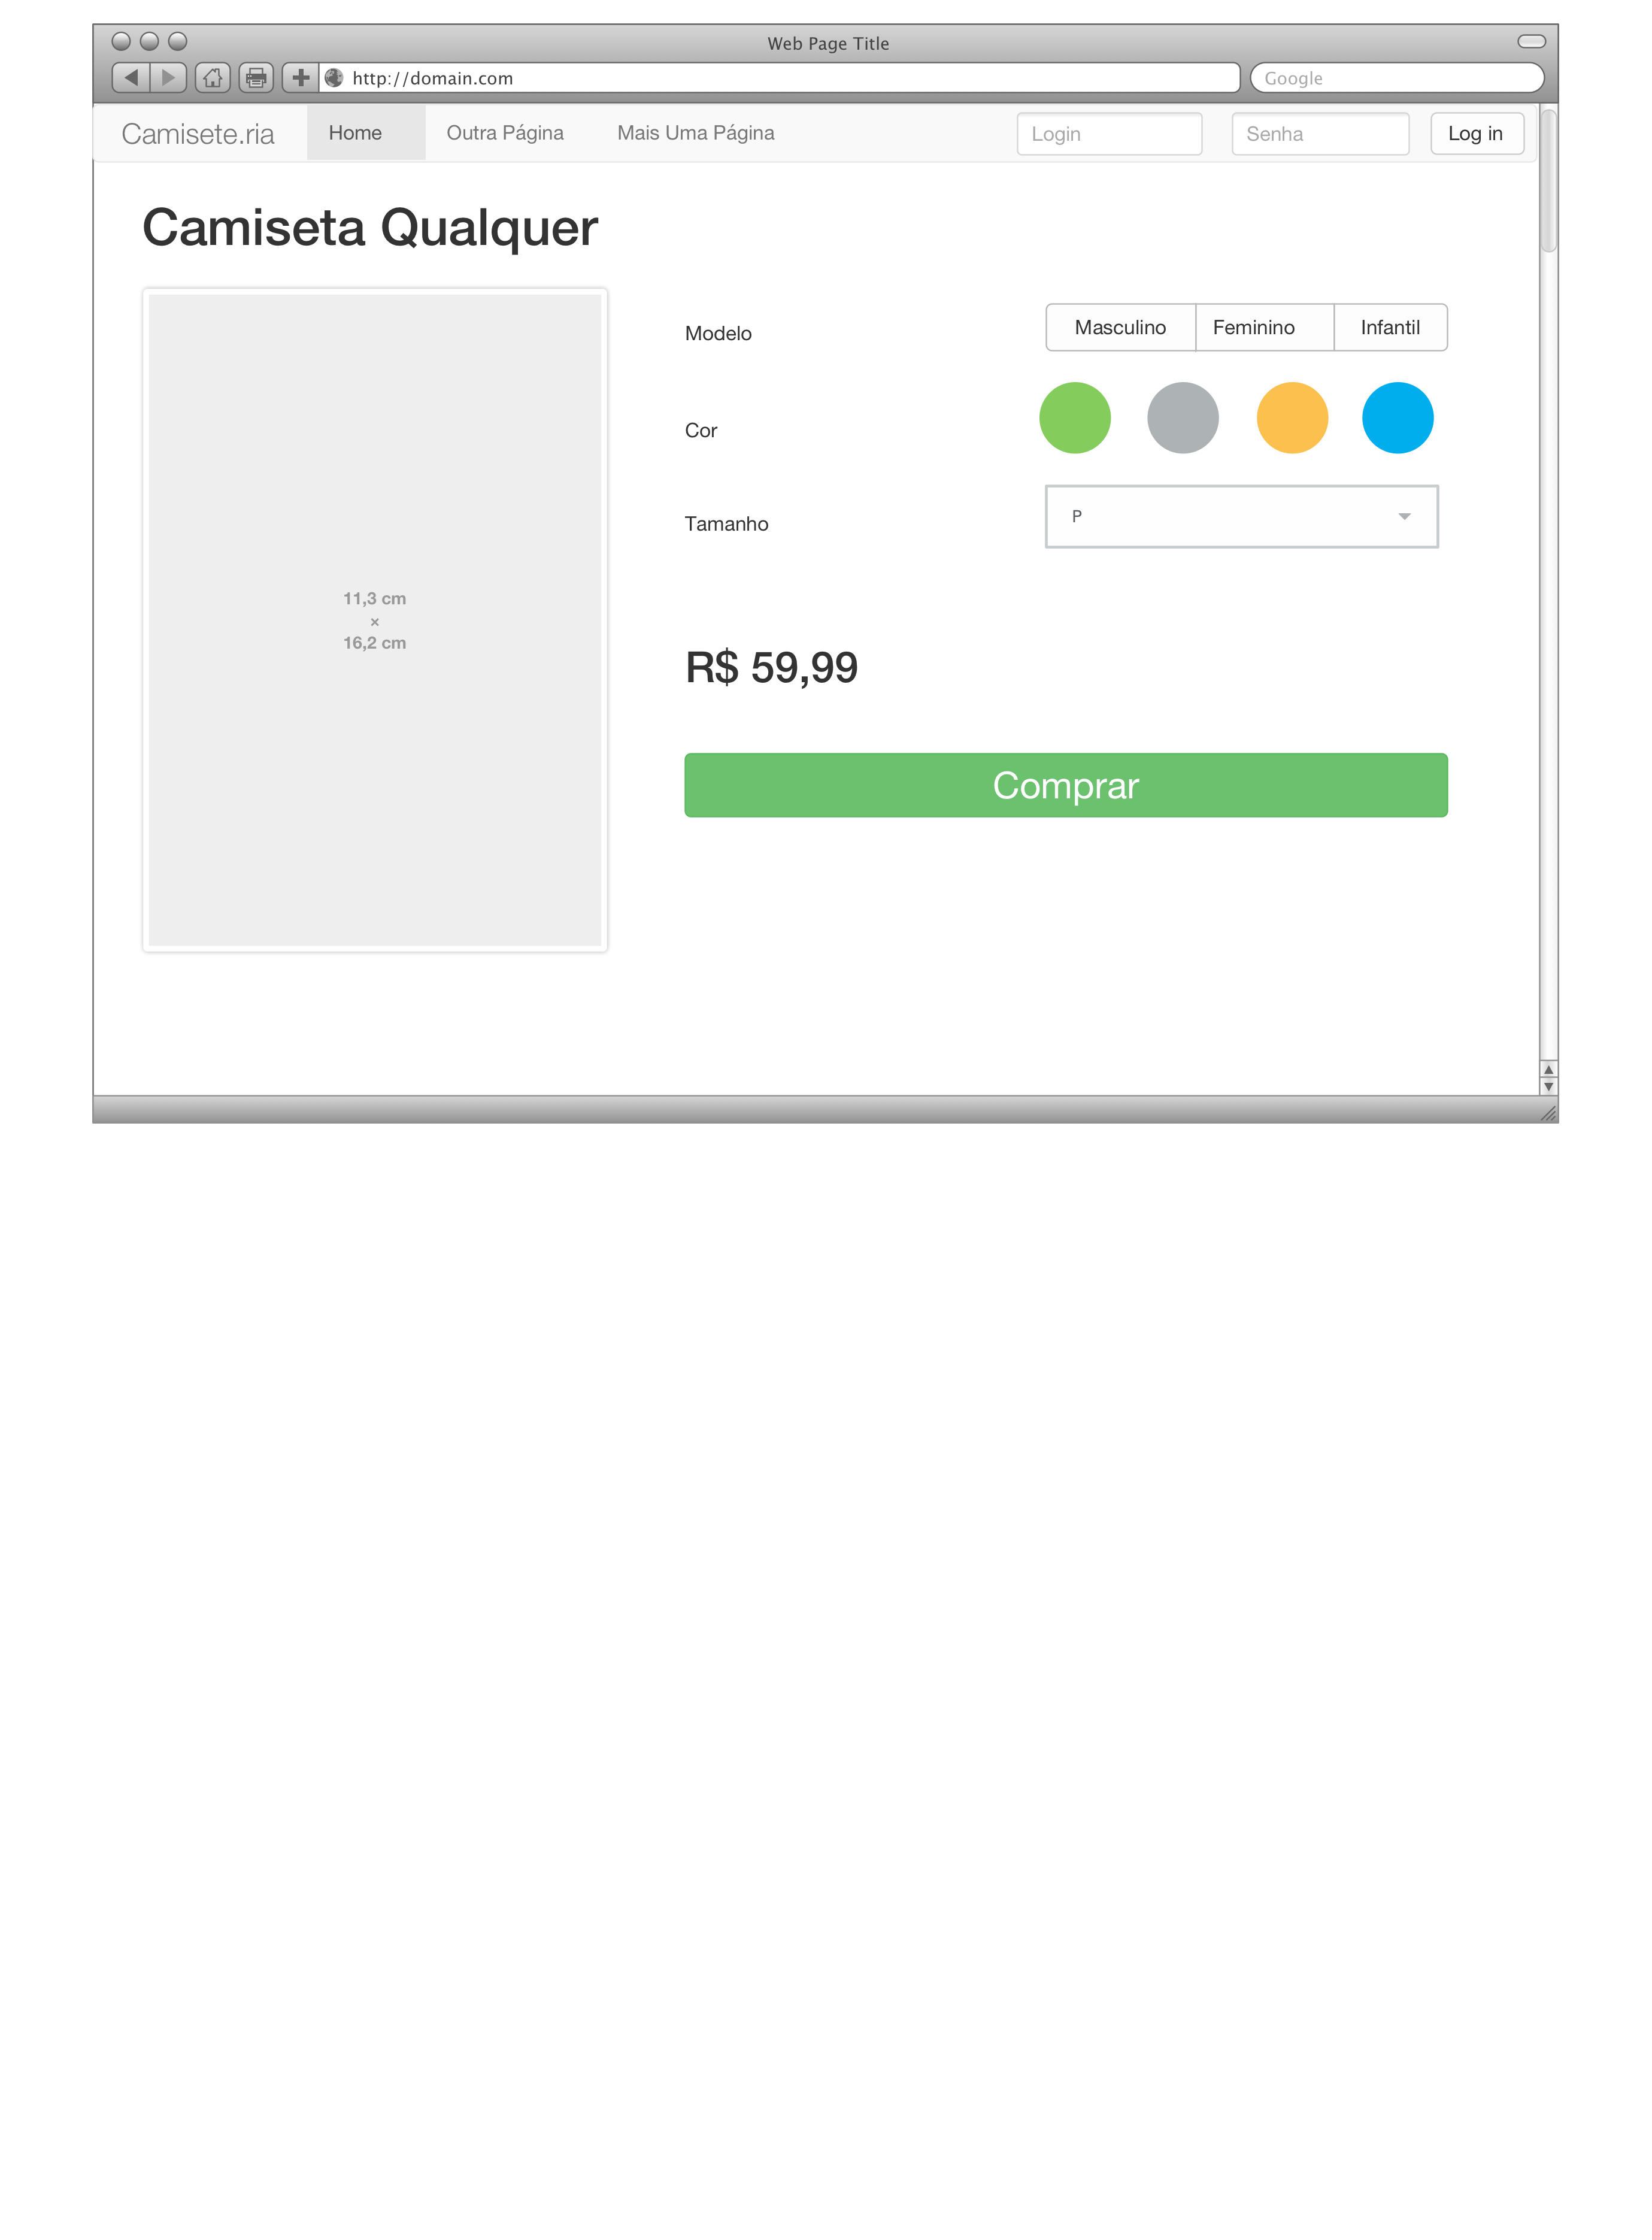 Web Page Title
http://domain.com
Google
Camisete.ria Home Outra Página Mais Uma Página Login Senha Log in
Camiseta Qualquer
Modelo Masculino Feminino Infantil
Cor
Tamanho P
11,3 cm
×
16,2 cm
R$ 59,99
Comprar